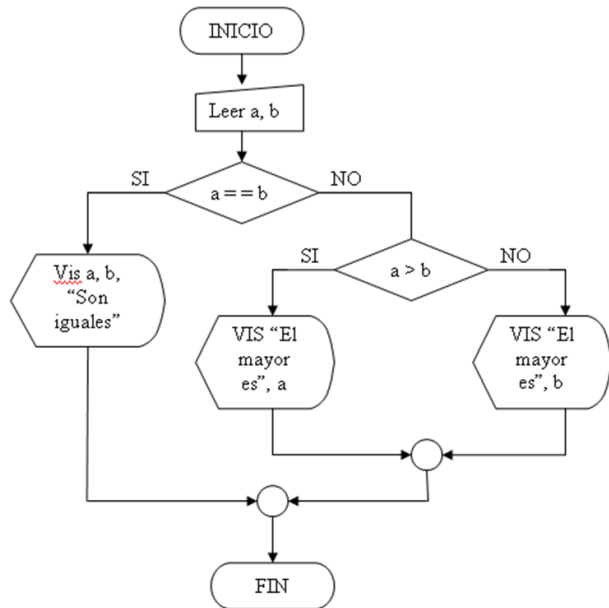 INICIO
Leer a, b
SI
NO
a = = b
Vis a, b,
“Son
iguales”
SI
NO
a > b
VIS “El
mayor
es”, a
VIS “El
mayor
es”, b
FIN